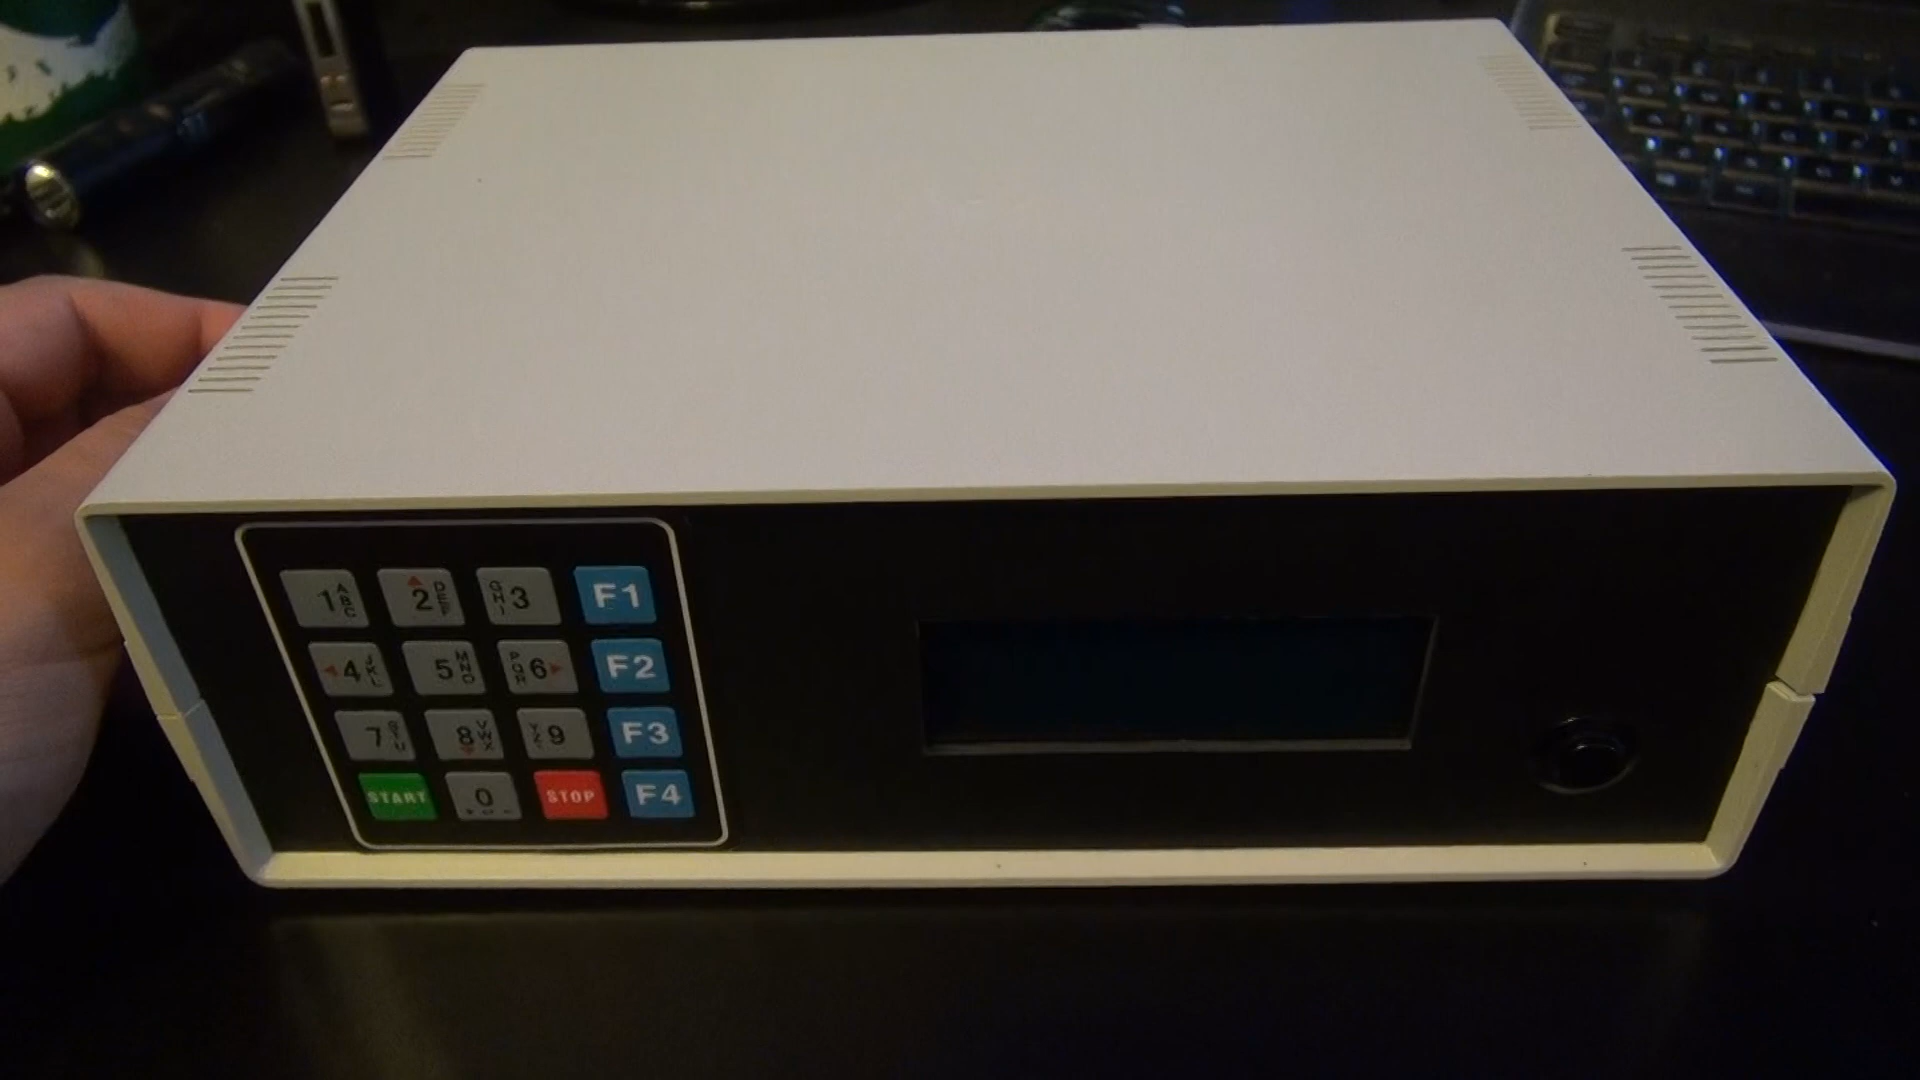 1 ABC 2 DEF GHI 3 F1
4 JKL 5 MNO PQR 6 F2
7 STU 8 VWX YZ 9 F3
START 0 STOP F4